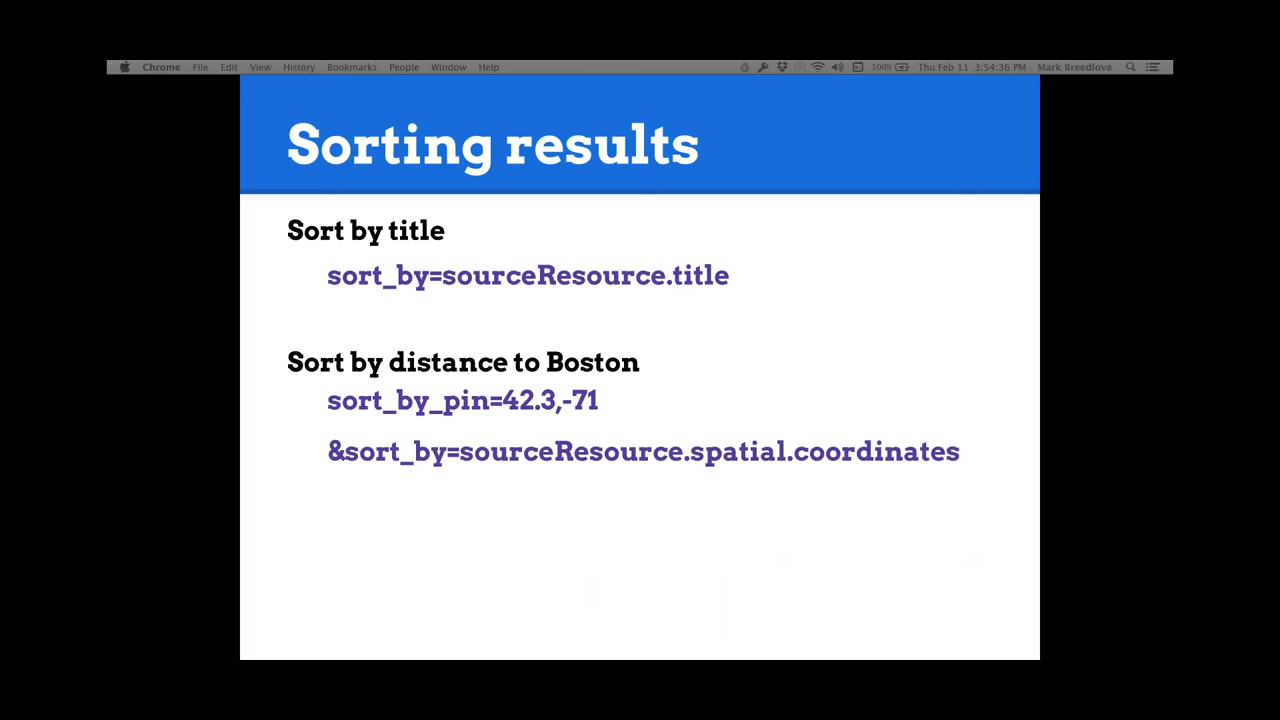 Chrome File Edit View History Bookmarks People Window Help 100% Thu Feb 11 3:54:36 PM Mark Breedlove
Sorting results
Sort by title
sort_by=sourceResource.title
Sort by distance to Boston
sort_by_pin=42.3,-71
&sort_by=sourceResource.spatial.coordinates